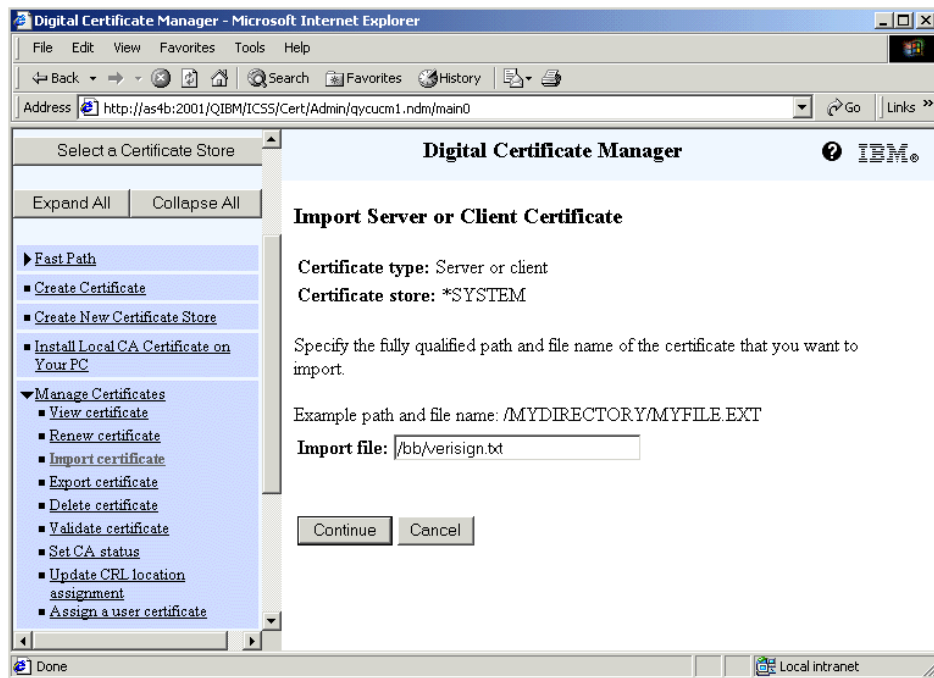 Digital Certificate Manager - Microsoft Internet Explorer
File Edit View Favorites Tools Help
Back Search Favorites History
Address http://as4b:2001/QIBM/ICSS/Cert/Admin/qycucm1.ndm/main0 Go Links »
Select a Certificate Store
Expand All Collapse All
Fast Path
Create Certificate
Create New Certificate Store
Install Local CA Certificate on
Your PC
Manage Certificates
View certificate
Renew certificate
Import certificate
Export certificate
Delete certificate
Validate certificate
Set CA status
Update CRL location
assignment
Assign a user certificate
Digital Certificate Manager
? IBM®
Import Server or Client Certificate
Certificate type: Server or client
Certificate store: *SYSTEM
Specify the fully qualified path and file name of the certificate that you want to
import.
Example path and file name: /MYDIRECTORY/MYFILE.EXT
Import file: /bb/verisign.txt
Continue Cancel
Done Local intranet